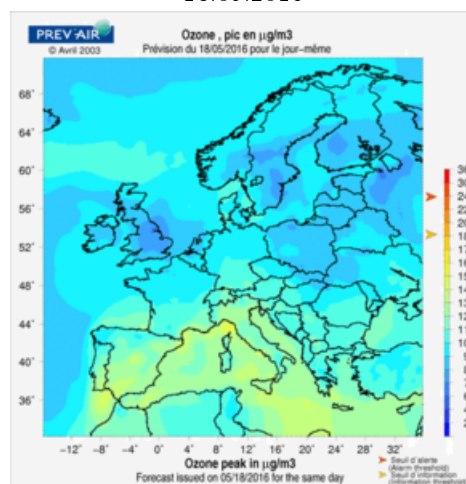 PREV'AIR
© Avril 2003
Ozone , pic en µg/m3
Prévision du 18/05/2016 pour le jour−même
68˚
64˚
60˚
56˚
52˚
48˚
44˚
40˚
36˚
−12˚ −8˚ −4˚ 0˚ 4˚ 8˚ 12˚ 16˚ 20˚ 24˚ 28˚ 32˚
Ozone peak in µg/m3
Forecast issued on 05/18/2016 for the same day
Seuil d'alerte
(Alarm threshold)
Seuil d'information
(Information threshold)